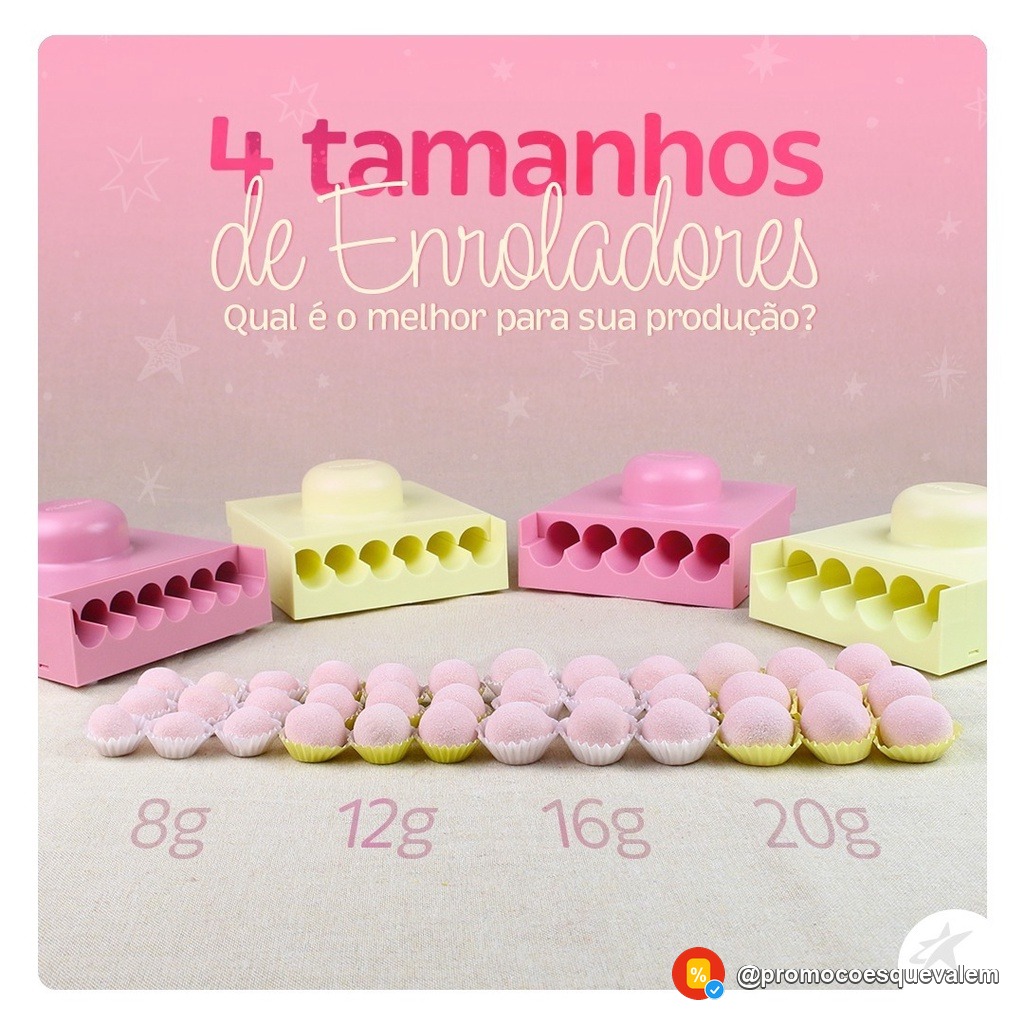 4 tamanhos
de Enroladores
Qual é o melhor para sua produção?
8g 12g 16g 20g
%
@promocoesquevalem